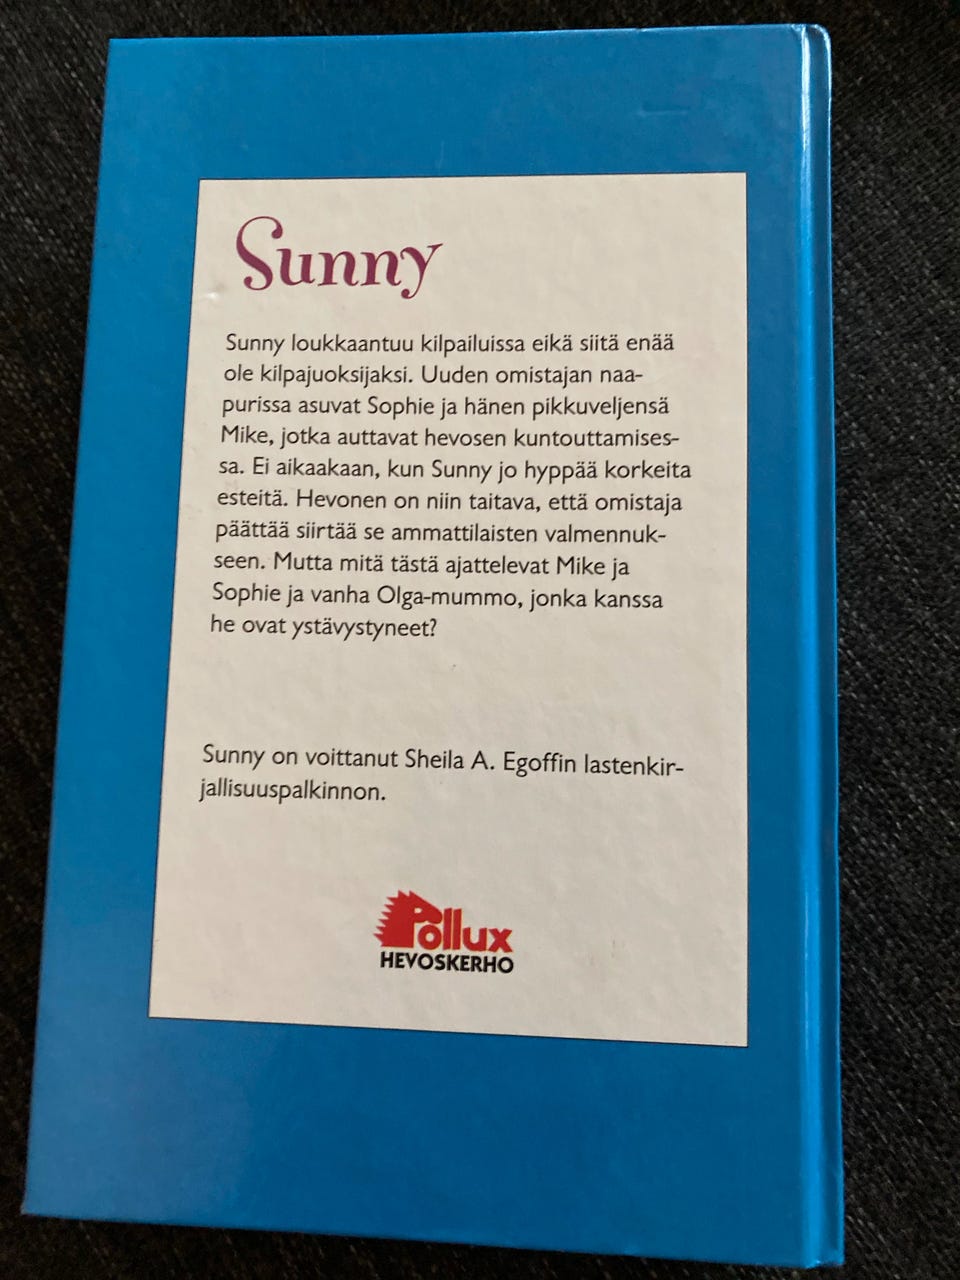 Sunny
Sunny loukkaantuu kilpailuissa eikä siitä enää
ole kilpajuoksijaksi. Uuden omistajan naa-
purissa asuvat Sophie ja hänen pikkuveljensä
Mike, jotka auttavat hevosen kuntouttamises-
sa. Ei aikaakaan, kun Sunny jo hyppää korkeita
esteitä. Hevonen on niin taitava, että omistaja
päättää siirtää se ammattilaisten valmennuk-
seen. Mutta mitä tästä ajattelevat Mike ja
Sophie ja vanha Olga-mummo, jonka kanssa
he ovat ystävystyneet?
Sunny on voittanut Sheila A. Egoffin lastenkir-
jallisuuspalkinnon.
Pollux
HEVOSKERHO